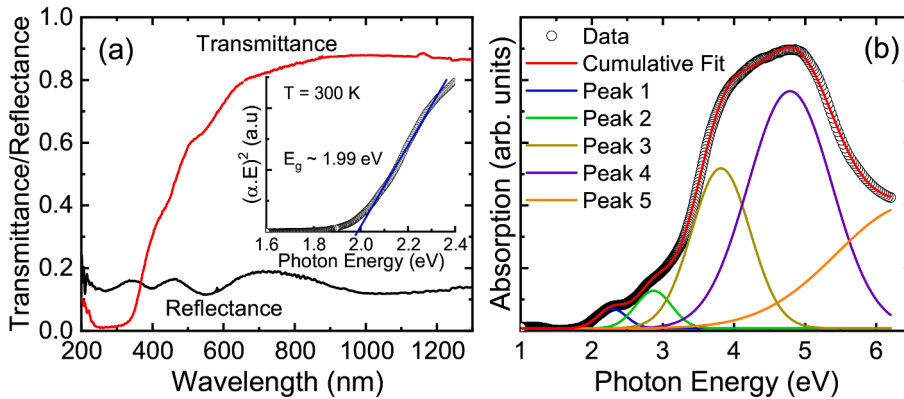 (a)
Transmittance
T = 300 K
E_g ~ 1.99 eV
(α.E)² (a.u)
1.6 2.0 2.2 2.4
Photon Energy (eV)
Reflectance
Transmittance/Reflectance
1.0
0.8
0.6
0.4
0.2
0.0
200 400 600 800 1000 1200
Wavelength (nm)
(b)
Data
Cumulative Fit
Peak 1
Peak 2
Peak 3
Peak 4
Peak 5
Absorption (arb. units)
1 2 3 4 5 6
Photon Energy (eV)